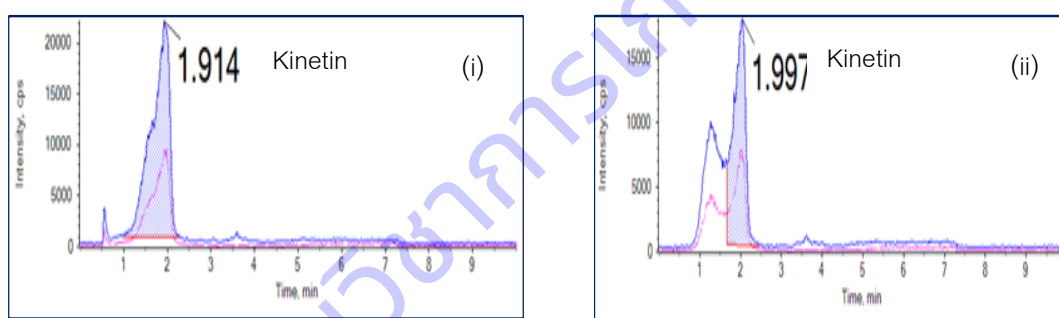 Kinetin
(i)
1.914
Intensity, cps
20000
15000
10000
5000
0
1 2 3 4 5 6 7 8 9
Time, min
Kinetin
(ii)
1.997
Intensity, cps
15000
10000
5000
0
1 2 3 4 5 6 7 8 9
Time, min